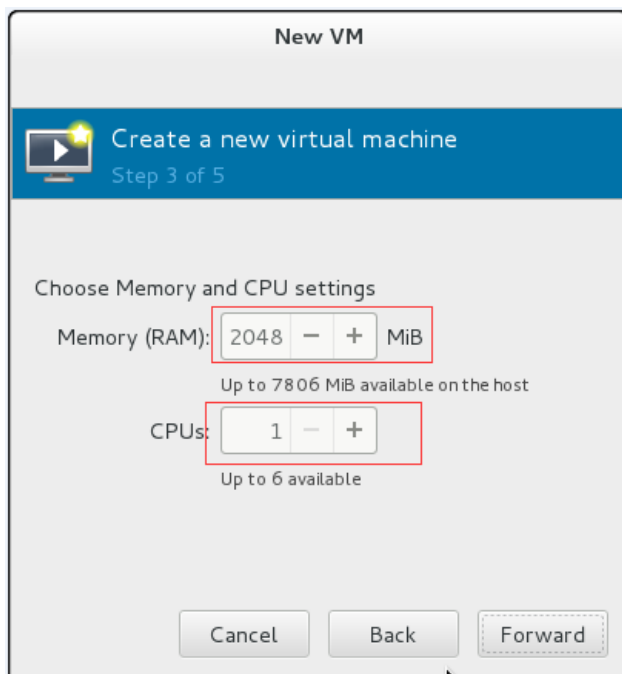 New VM
Create a new virtual machine
Step 3 of 5
Choose Memory and CPU settings
Memory (RAM): 2048 − + MiB
Up to 7806 MiB available on the host
CPUs: 1 − +
Up to 6 available
Cancel Back Forward